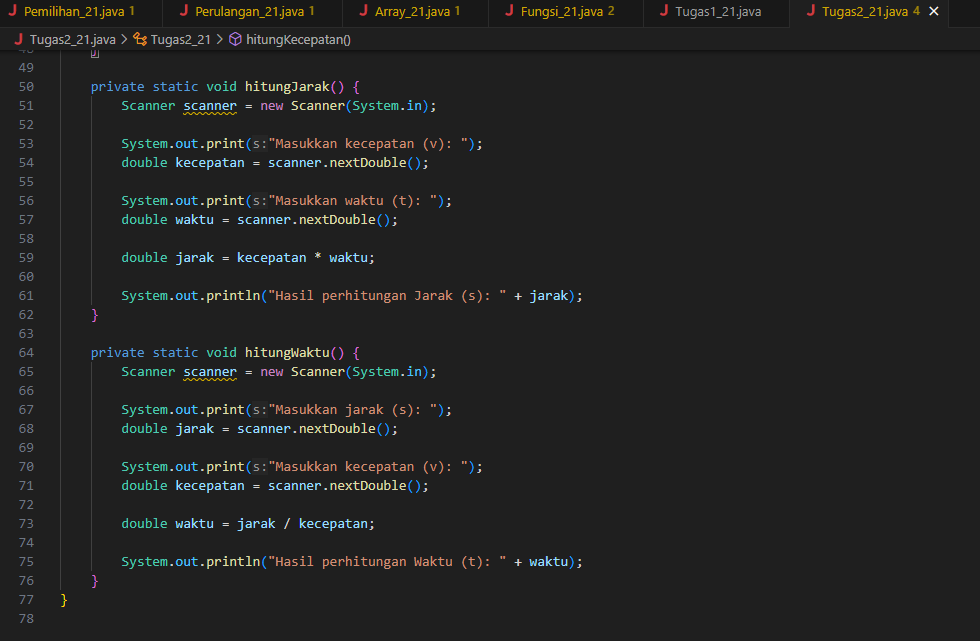 J Pemilihan_21.java 1 J Perulangan_21.java 1 J Array_21.java 1 J Fungsi_21.java 2 J Tugas1_21.java J Tugas2_21.java 4 ×
J Tugas2_21.java > Tugas2_21 > hitungKecepatan()
48 }
49
50 private static void hitungJarak() {
51 Scanner scanner = new Scanner(System.in);
52
53 System.out.print(s:"Masukkan kecepatan (v): ");
54 double kecepatan = scanner.nextDouble();
55
56 System.out.print(s:"Masukkan waktu (t): ");
57 double waktu = scanner.nextDouble();
58
59 double jarak = kecepatan * waktu;
60
61 System.out.println("Hasil perhitungan Jarak (s): " + jarak);
62 }
63
64 private static void hitungWaktu() {
65 Scanner scanner = new Scanner(System.in);
66
67 System.out.print(s:"Masukkan jarak (s): ");
68 double jarak = scanner.nextDouble();
69
70 System.out.print(s:"Masukkan kecepatan (v): ");
71 double kecepatan = scanner.nextDouble();
72
73 double waktu = jarak / kecepatan;
74
75 System.out.println("Hasil perhitungan Waktu (t): " + waktu);
76 }
77 }
78